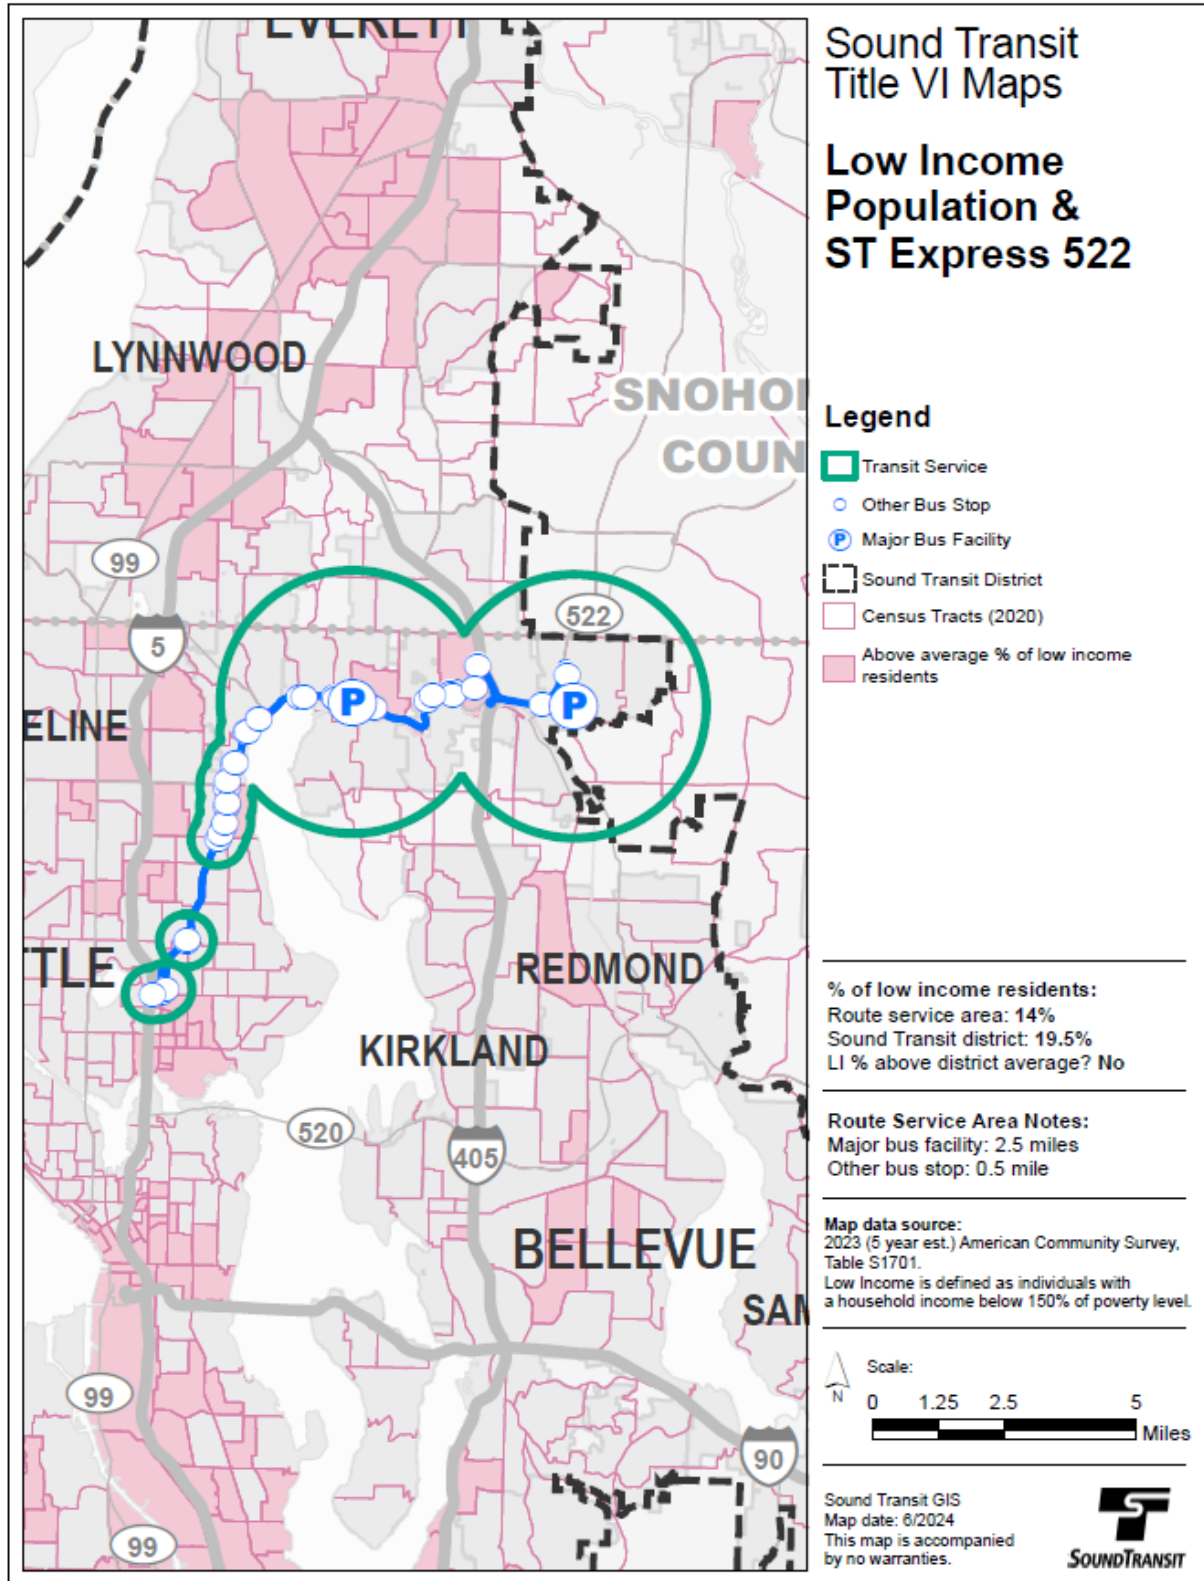 EVERETT
LYNNWOOD
SNOHO
COUN
99
5
522
ELINE
P
P
TTLE
REDMOND
KIRKLAND
520
405
BELLEVUE
SAM
99
90
99
Sound Transit
Title VI Maps
Low Income
Population &
ST Express 522
Legend
Transit Service
Other Bus Stop
P Major Bus Facility
Sound Transit District
Census Tracts (2020)
Above average % of low income
residents
% of low income residents:
Route service area: 14%
Sound Transit district: 19.5%
LI % above district average? No
Route Service Area Notes:
Major bus facility: 2.5 miles
Other bus stop: 0.5 mile
Map data source:
2023 (5 year est.) American Community Survey,
Table S1701.
Low Income is defined as individuals with
a household income below 150% of poverty level.
Scale:
N
0 1.25 2.5 5
Miles
Sound Transit GIS
Map date: 6/2024
This map is accompanied
by no warranties.
SOUNDTRANSIT